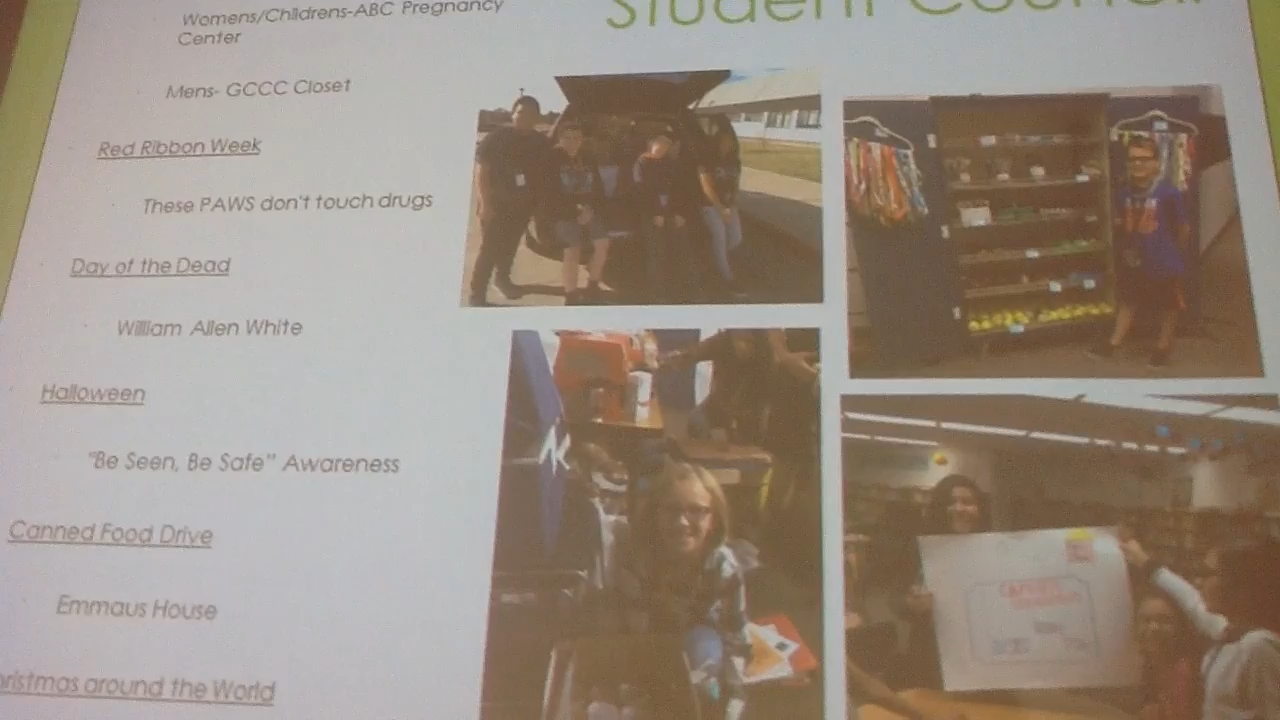 Womens/Childrens-ABC Pregnancy
Center
Student Council
Mens- GCCC Closet
Red Ribbon Week
These PAWS don't touch drugs
Day of the Dead
William Allen White
Halloween
"Be Seen, Be Safe" Awareness
Canned Food Drive
Emmaus House
ristmas around the World